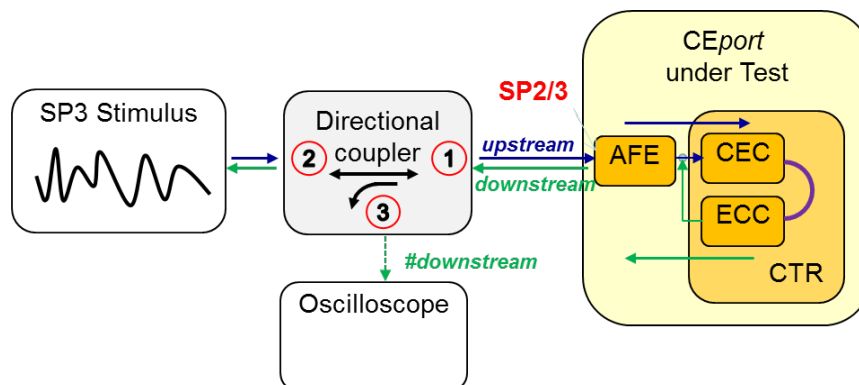 CEport
under Test
SP3 Stimulus
SP2/3
Directional
coupler
upstream
AFE
CEC
2
1
downstream
3
ECC
#downstream
CTR
Oscilloscope